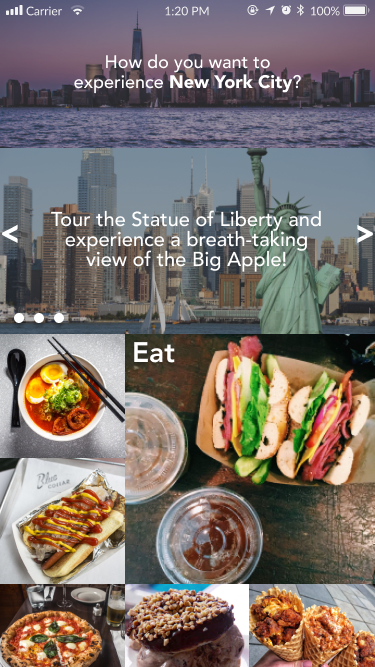 Carrier 1:20 PM 100%
How do you want to
experience New York City?
Tour the Statue of Liberty and
experience a breath-taking
view of the Big Apple!
< >
Eat
Blue
COLLAR